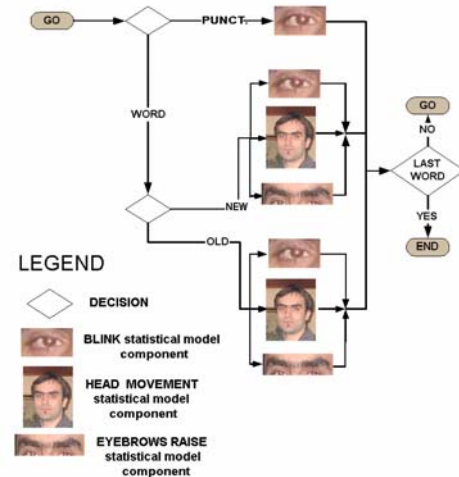 GO
PUNCT.
WORD
NEW
OLD
GO
NO
LAST
WORD
YES
END
LEGEND
DECISION
BLINK statistical model
component
HEAD MOVEMENT
statistical model
component
EYEBROWS RAISE
statistical model
component